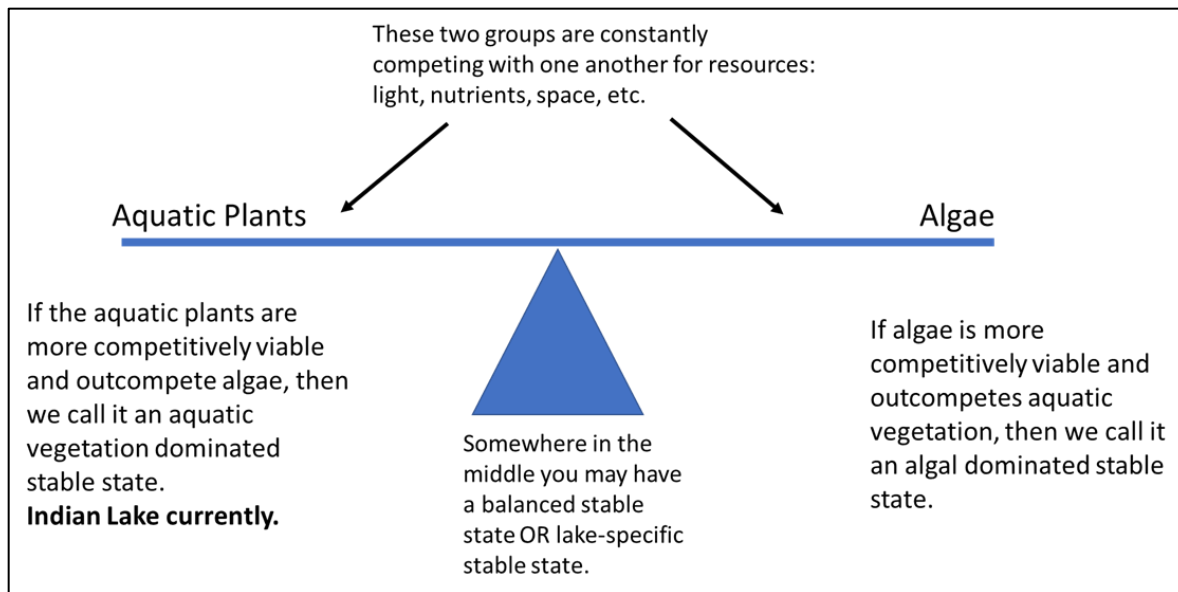 These two groups are constantly
competing with one another for resources:
light, nutrients, space, etc.
Aquatic Plants
Algae
If the aquatic plants are
more competitively viable
and outcompete algae, then
we call it an aquatic
vegetation dominated
stable state.
Indian Lake currently.
Somewhere in the
middle you may have
a balanced stable
state OR lake-specific
stable state.
If algae is more
competitively viable and
outcompetes aquatic
vegetation, then we call it
an algal dominated stable
state.